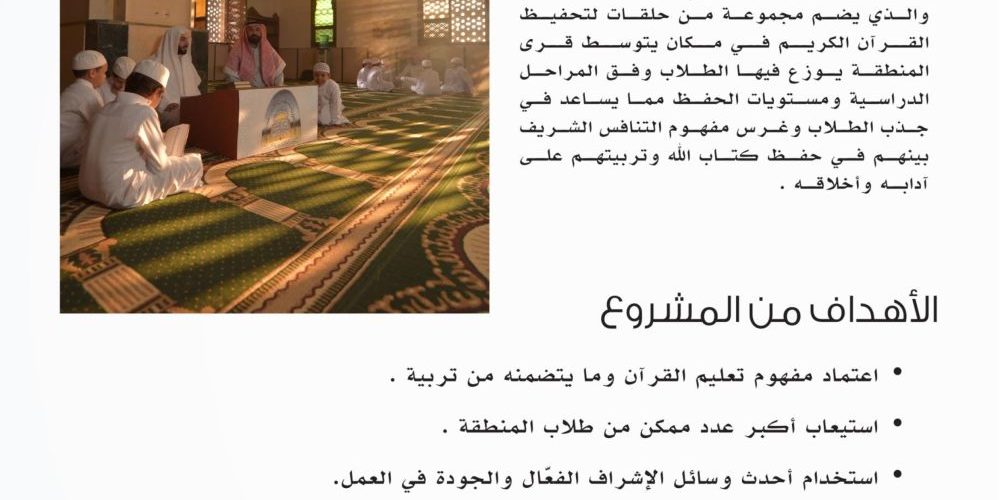 والذي يضم مجموعة من حلقات لتحفيظ
القرآن الكريم في مكان يتوسط قرى
المنطقة يوزع فيها الطلاب وفق المراحل
الدراسية ومستويات الحفظ مما يساعد في
جذب الطلاب وغرس مفهوم التنافس الشريف
بينهم في حفظ كتاب الله وتربيتهم على
آدابه وأخلاقه .
الأهداف من المشروع
• اعتماد مفهوم تعليم القرآن وما يتضمنه من تربية .
• استيعاب أكبر عدد ممكن من طلاب المنطقة .
• استخدام أحدث وسائل الإشراف الفعّال والجودة في العمل.